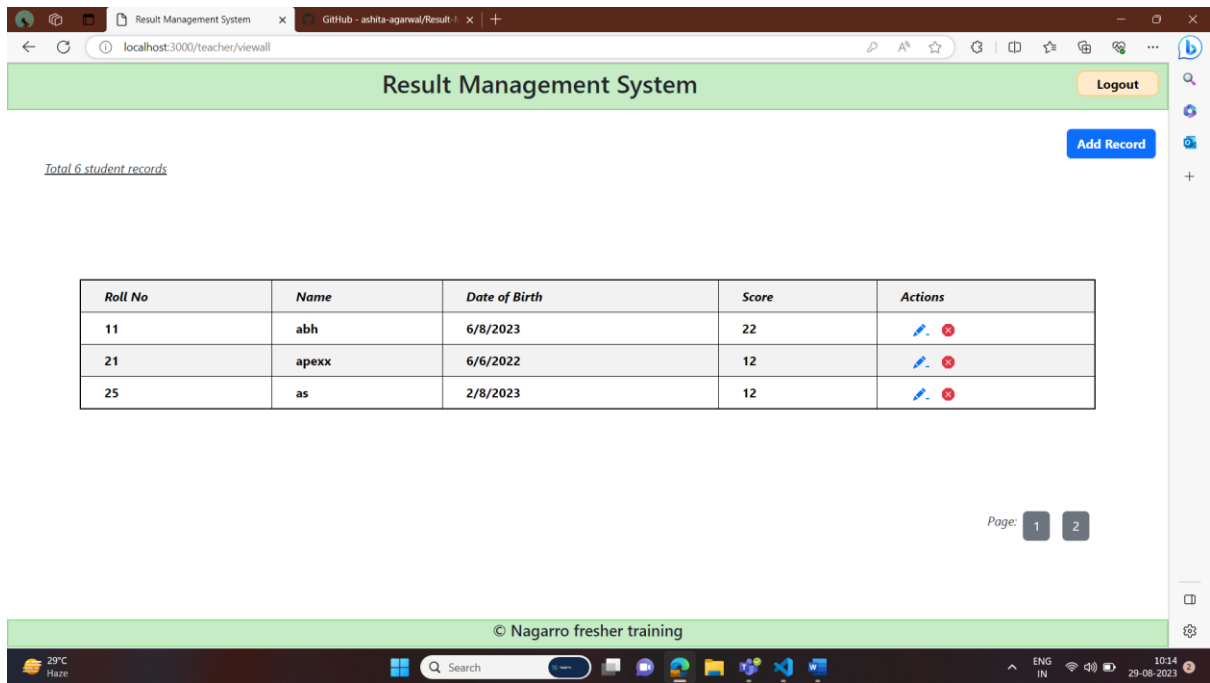 Result Management System
GitHub - ashita-agarwal/Result-
localhost:3000/teacher/viewall
Result Management System
Logout
Add Record
Total 6 student records
Roll No Name Date of Birth Score Actions
11 abh 6/8/2023 22
21 apexx 6/6/2022 12
25 as 2/8/2023 12
Page: 1 2
© Nagarro fresher training
29°C
Haze
Search
ENG
IN
10:14
29-08-2023
2